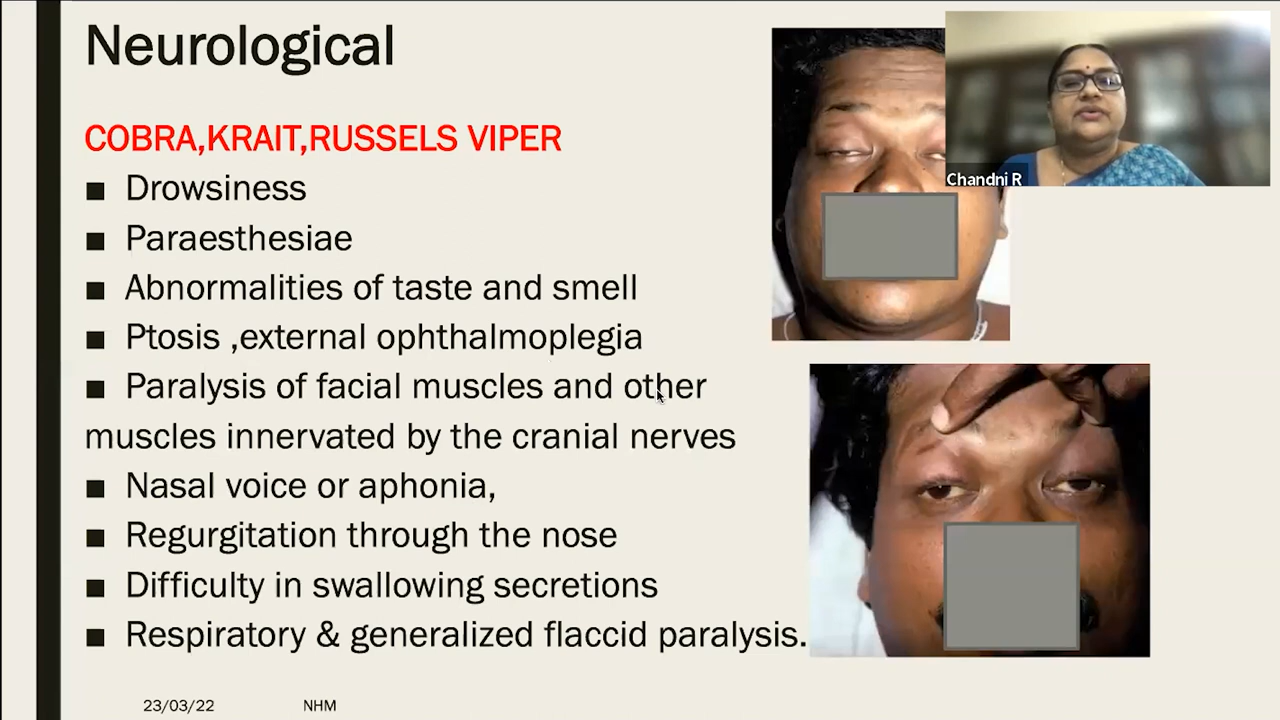 Neurological
COBRA,KRAIT,RUSSELS VIPER
■ Drowsiness
■ Paraesthesiae
■ Abnormalities of taste and smell
■ Ptosis ,external ophthalmoplegia
■ Paralysis of facial muscles and other
muscles innervated by the cranial nerves
■ Nasal voice or aphonia,
■ Regurgitation through the nose
■ Difficulty in swallowing secretions
■ Respiratory & generalized flaccid paralysis.
23/03/22 NHM
Chandni R